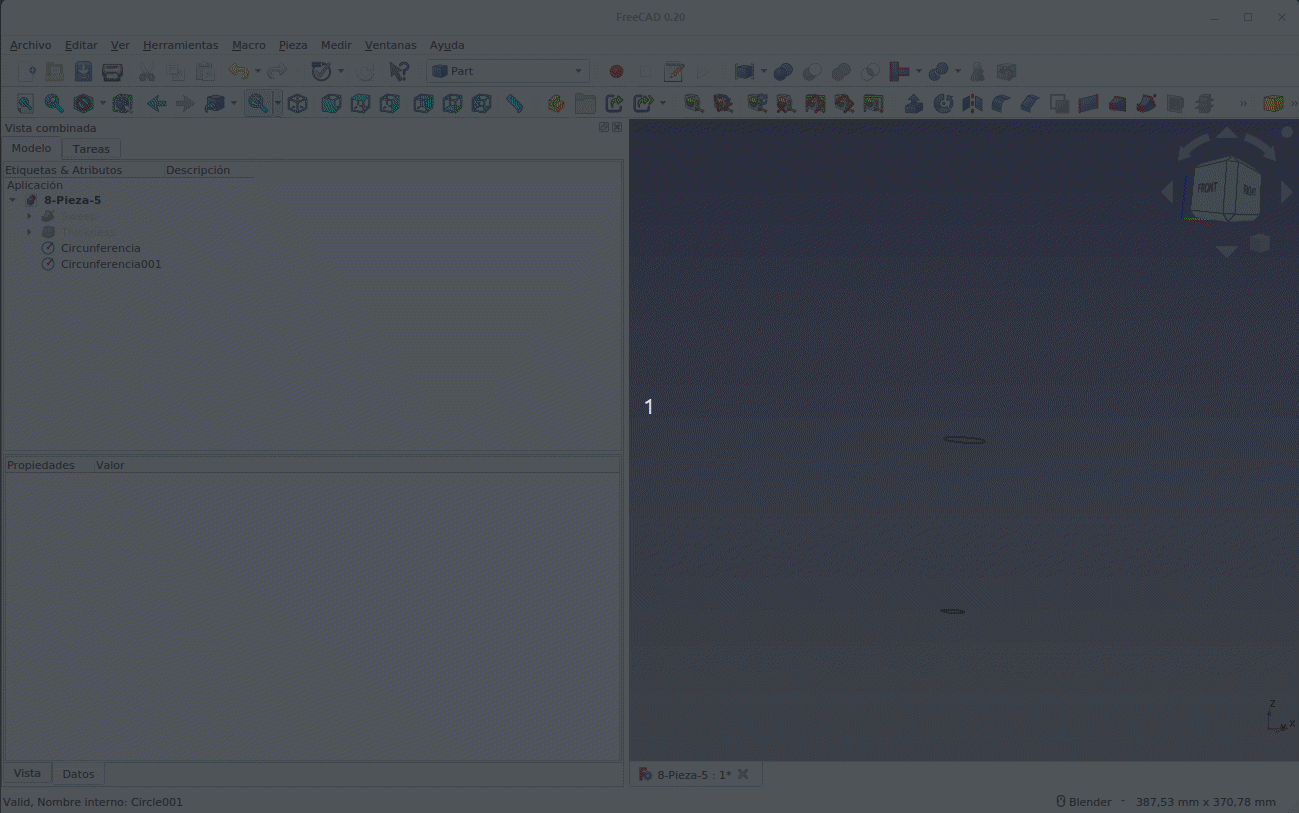 FreeCAD 0.20
Archivo Editar Ver Herramientas Macro Pieza Medir Ventanas Ayuda
Part
Vista combinada
Modelo Tareas
Etiquetas & Atributos Descripción
Aplicación
8-Pieza-5
Sweep
Thickness
Circunferencia
Circunferencia001
FRONT RIGHT
1
Propiedades Valor
Z
X
Vista Datos
8-Pieza-5 : 1*
Valid, Nombre interno: Circle001
Blender
387,53 mm x 370,78 mm